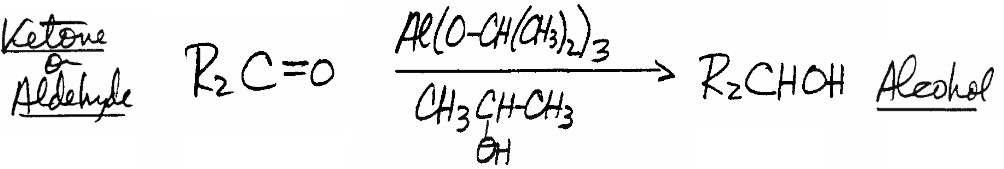 Ketone
or
Aldehyde
R₂C=O
Al(O-CH(CH₃)₂)₃
CH₃CH-CH₃
OH
R₂CHOH
Alcohol